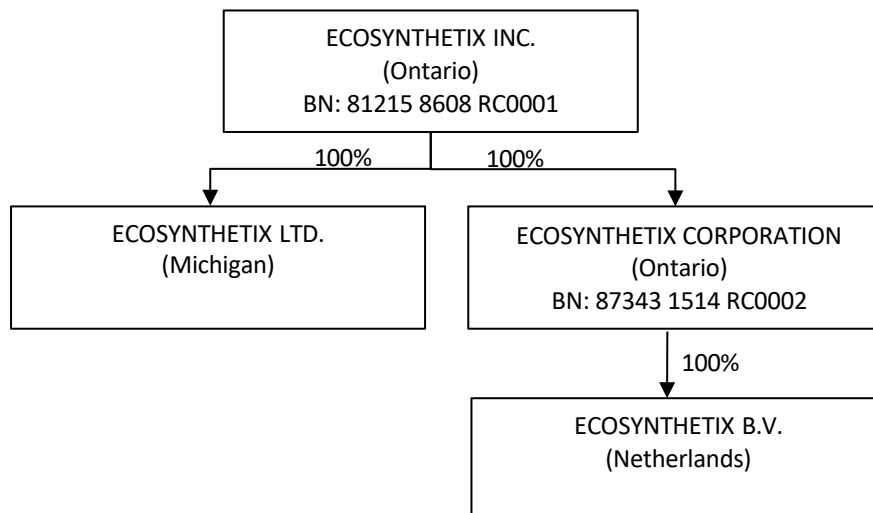 ECOSYNTHETIX INC.
(Ontario)
BN: 81215 8608 RC0001
100%
100%
ECOSYNTHETIX LTD.
(Michigan)
ECOSYNTHETIX CORPORATION
(Ontario)
BN: 87343 1514 RC0002
100%
ECOSYNTHETIX B.V.
(Netherlands)